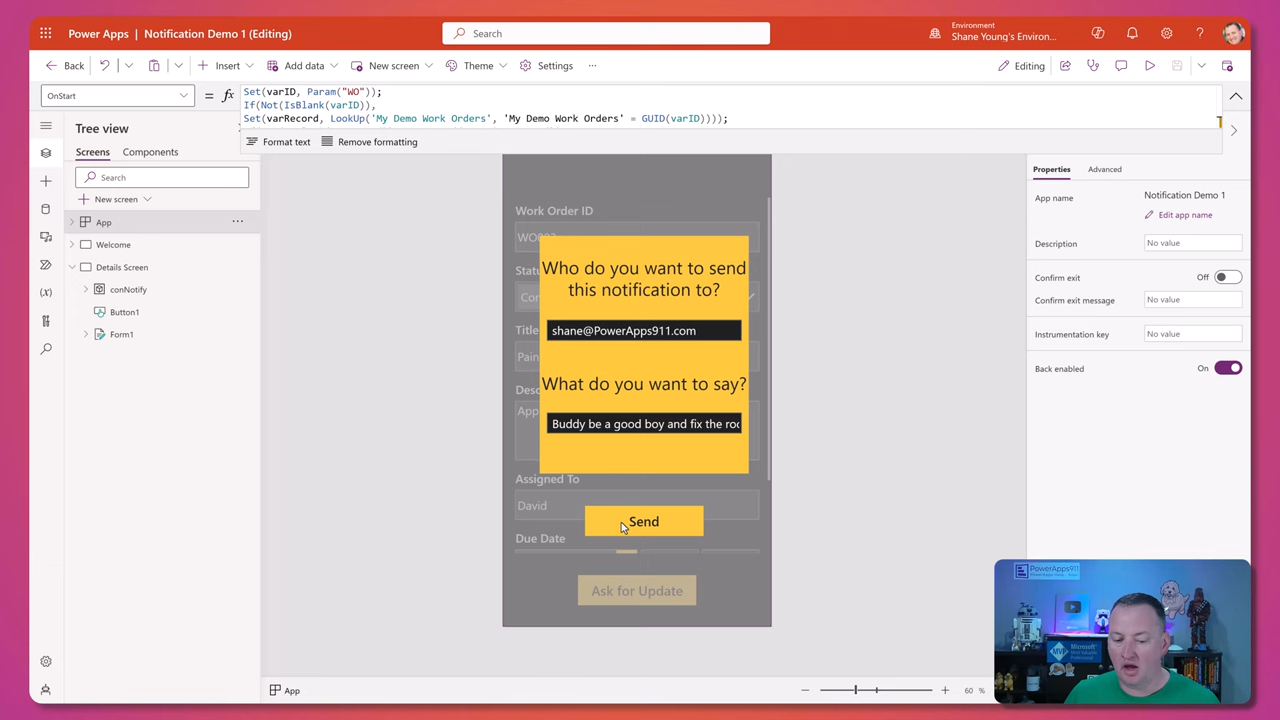 Power Apps | Notification Demo 1 (Editing)
Search
Environment
Shane Young's Environ...
Back
Insert
Add data
New screen
Theme
Settings
...
Editing
OnStart
= fx
Set(varID, Param("WO"));
If(Not(IsBlank(varID)),
Set(varRecord, LookUp('My Demo Work Orders', 'My Demo Work Orders' = GUID(varID))));
Format text
Remove formatting
Tree view
Screens
Components
Search
New screen
App
...
Welcome
Details Screen
conNotify
Button1
Form1
Work Order ID
Who do you want to send
this notification to?
shane@PowerApps911.com
What do you want to say?
Buddy be a good boy and fix the roo
Assigned To
David
Send
Due Date
Ask for Update
Properties
Advanced
App name
Notification Demo 1
Edit app name
Description
No value
Confirm exit
Off
Confirm exit message
No value
Instrumentation key
No value
Back enabled
On
App
60 %
PowerApps911
Microsoft
MVP